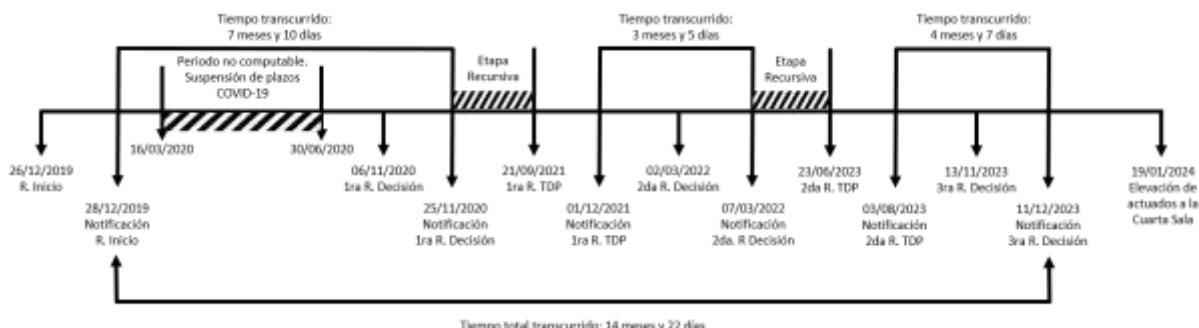 Tiempo transcurrido:
7 meses y 10 días
Tiempo transcurrido:
3 meses y 5 días
Tiempo transcurrido:
4 meses y 7 días
Periodo no computable.
Suspensión de plazos
COVID-19
Etapa
Recursiva
Etapa
Recursiva
16/03/2020
30/06/2020
26/12/2019
R. Inicio
06/11/2020
1ra R. Decisión
21/09/2021
1ra R. TDP
02/03/2022
2da R. Decisión
23/06/2023
2da R. TDP
13/11/2023
3ra R. Decisión
19/01/2024
Elevación de
actuados a la
Cuarta Sala
28/12/2019
Notificación
R. Inicio
25/11/2020
Notificación
1ra R. Decisión
01/12/2021
Notificación
1ra R. TDP
07/03/2022
Notificación
2da. R Decisión
03/08/2023
Notificación
2da R. TDP
11/12/2023
Notificación
3ra R. Decisión
Tiempo total transcurrido: 14 meses y 22 días